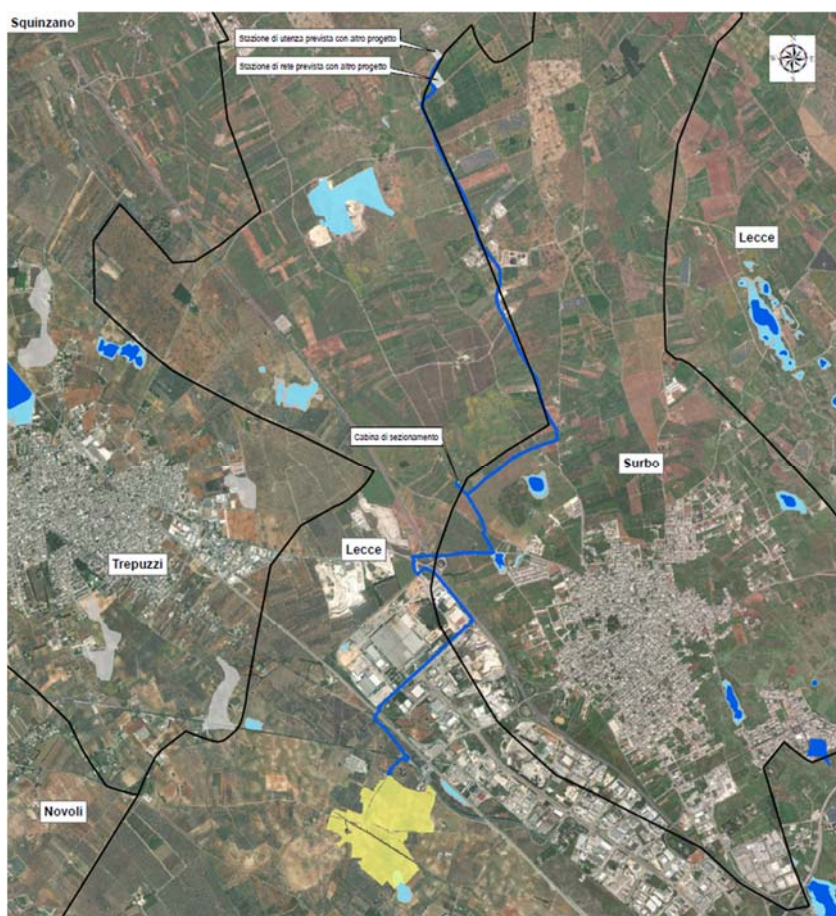 Squinzano
Stazione di utenza prevista con altro progetto
Stazione di rete prevista con altro progetto
Lecce
Cabina di sezionamento
Surbo
Lecce
Trepuzzi
Novoli